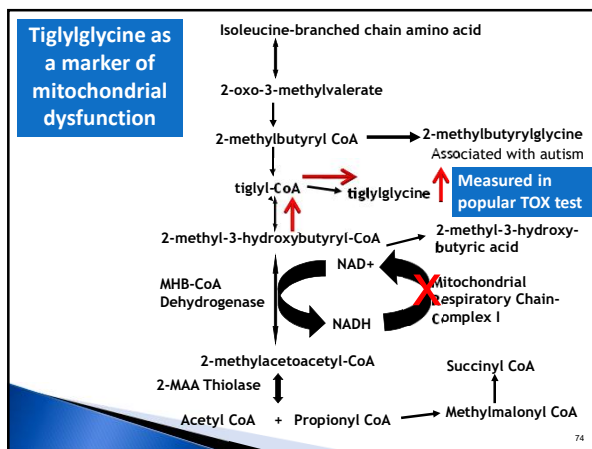 Tiglylglycine as
a marker of
mitochondrial
dysfunction
Isoleucine-branched chain amino acid
2-oxo-3-methylvalerate
2-methylbutyryl CoA
2-methylbutyrylglycine
Associated with autism
tiglyl-CoA
tiglylglycine
Measured in
popular TOX test
2-methyl-3-hydroxybutyryl-CoA
2-methyl-3-hydroxy-
butyric acid
NAD+
MHB-CoA
Dehydrogenase
X
Mitochondrial
Respiratory Chain-
Complex I
NADH
2-methylacetoacetyl-CoA
2-MAA Thiolase
Succinyl CoA
Acetyl CoA + Propionyl CoA
Methylmalonyl CoA
74